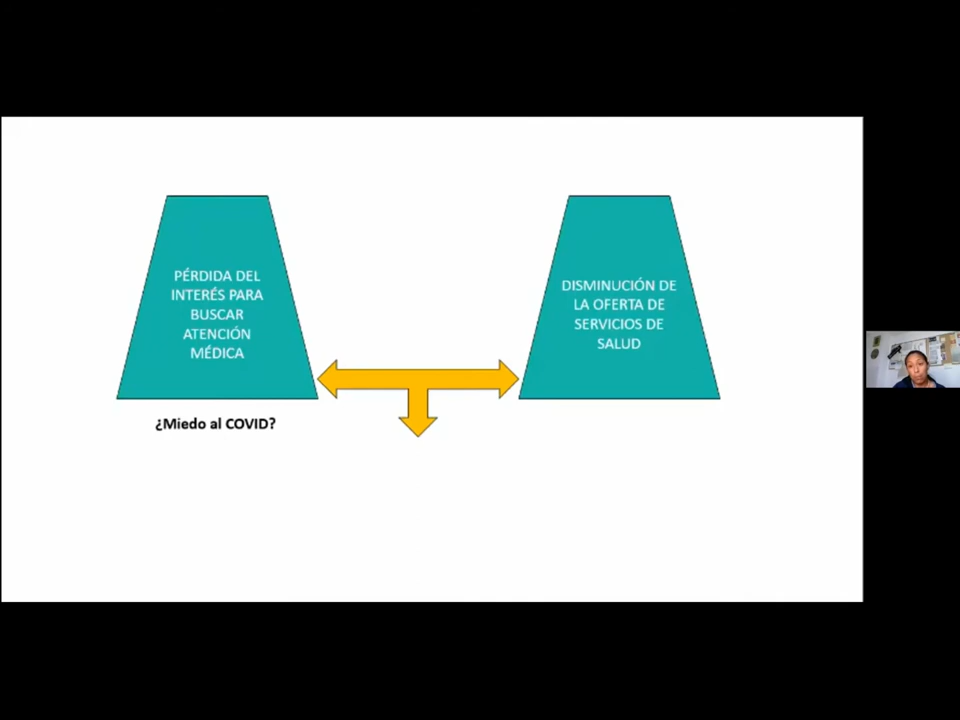 PÉRDIDA DEL
INTERÉS PARA
BUSCAR
ATENCIÓN
MÉDICA
¿Miedo al COVID?
DISMINUCIÓN DE
LA OFERTA DE
SERVICIOS DE
SALUD